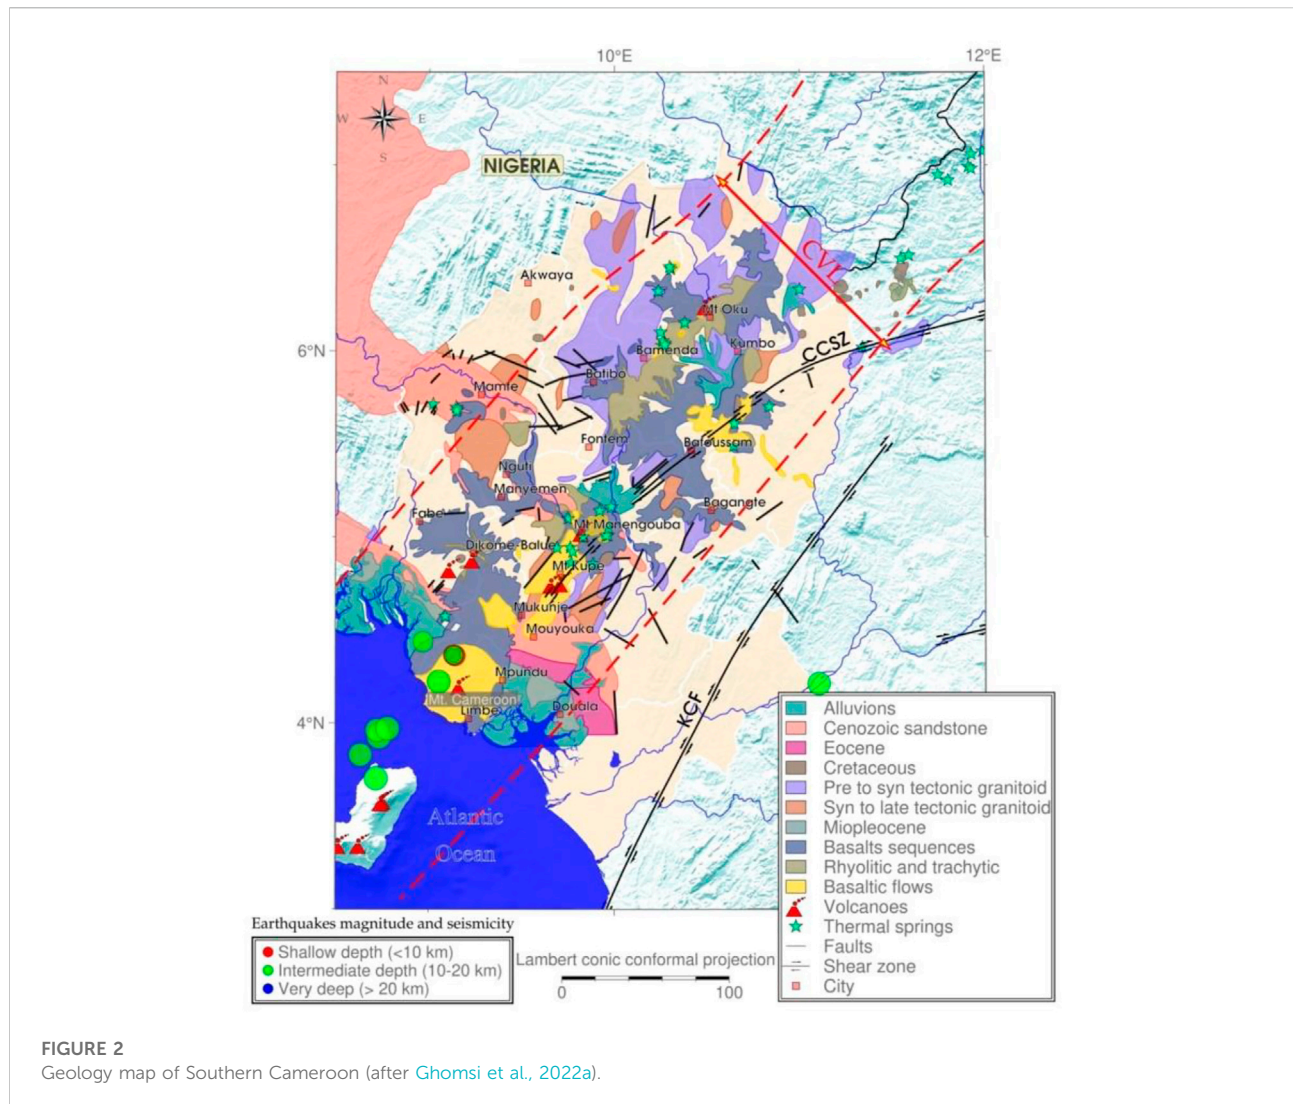 10°E
12°E
N
W
E
S
NIGERIA
CVL
Akwaya
Mt Oku
6°N
Bamenda
Kumbo
CCSZ
Batibo
Mamfe
Fontem
Bafoussam
Nguti
Manyemen
Bagangte
Fabe
Mt Manengouba
Dikome-Balue
Mt Kupe
Mukunje
Mouyouka
Mpundu
Mt. Cameroon
Limbe
Douala
4°N
KCF
Atlantic
Ocean
Alluvions
Cenozoic sandstone
Eocene
Cretaceous
Pre to syn tectonic granitoid
Syn to late tectonic granitoid
Miopleocene
Basalts sequences
Rhyolitic and trachytic
Basaltic flows
Volcanoes
Thermal springs
Faults
Shear zone
City
Earthquakes magnitude and seismicity
Shallow depth (<10 km)
Intermediate depth (10-20 km)
Very deep (> 20 km)
Lambert conic conformal projection
0
100
FIGURE 2
Geology map of Southern Cameroon (after Ghomsi et al., 2022a).